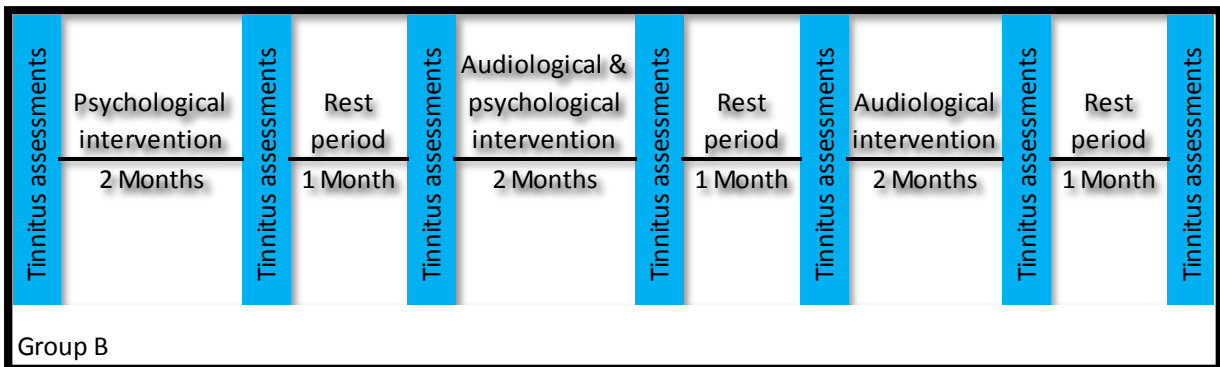 Tinnitus assessments
Psychological
intervention
2 Months
Tinnitus assessments
Rest
period
1 Month
Tinnitus assessments
Audiological &
psychological
intervention
2 Months
Tinnitus assessments
Rest
period
1 Month
Tinnitus assessments
Audiological
intervention
2 Months
Tinnitus assessments
Rest
period
1 Month
Tinnitus assessments
Group B